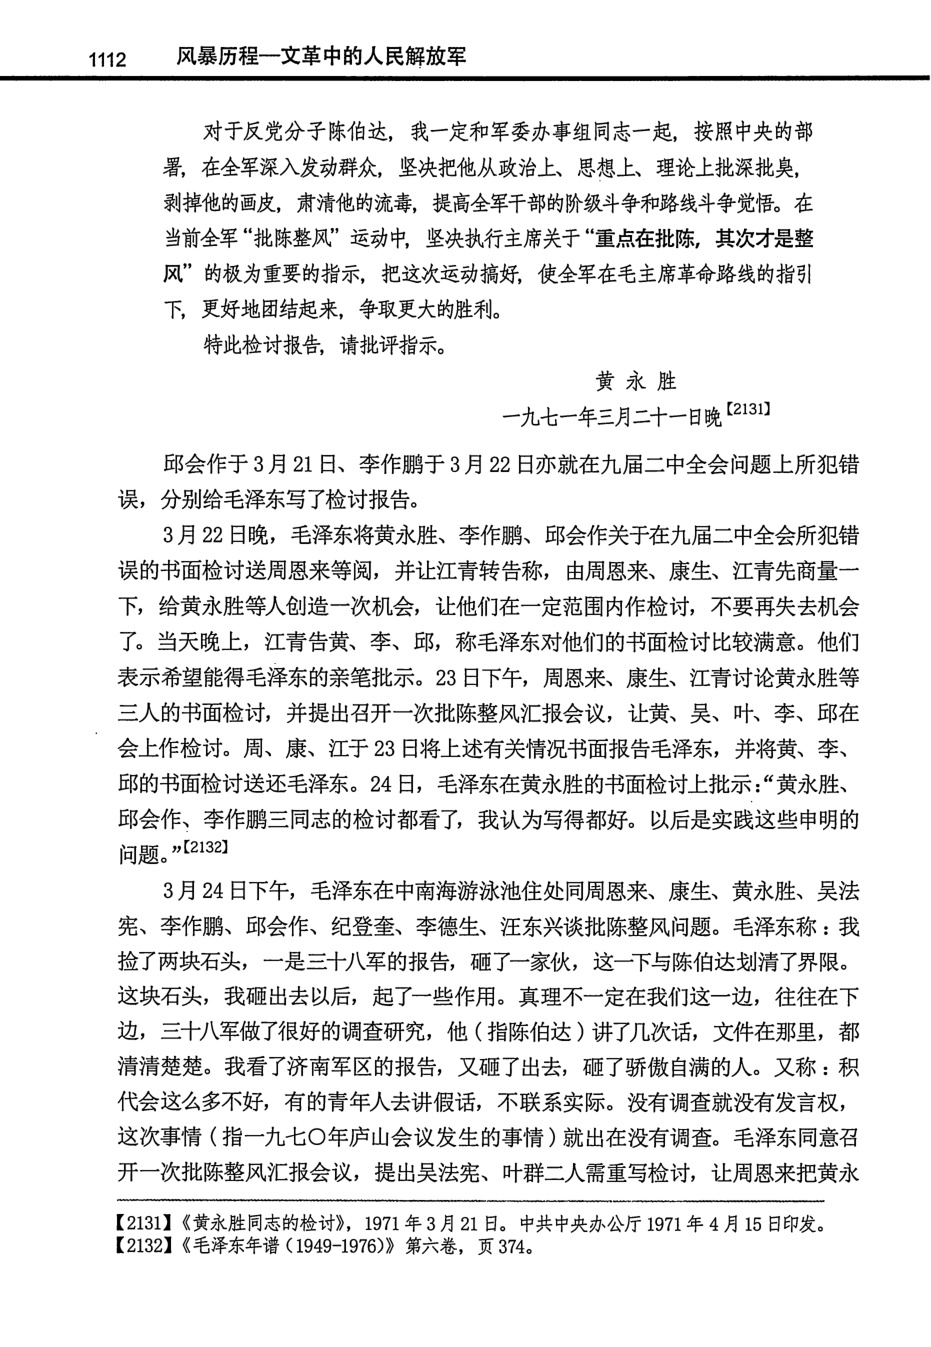 1112 风暴历程—文革中的人民解放军
对于反党分子陈伯达，我一定和军委办事组同志一起，按照中央的部
署，在全军深入发动群众，坚决把他从政治上、思想上、理论上批深批臭，
剥掉他的画皮，肃清他的流毒，提高全军干部的阶级斗争和路线斗争觉悟。在
当前全军“批陈整风”运动中，坚决执行主席关于“重点在批陈，其次才是整
风”的极为重要的指示，把这次运动搞好，使全军在毛主席革命路线的指引
下，更好地团结起来，争取更大的胜利。
特此检讨报告，请批评指示。
黄永胜
一九七一年三月二十一日晚【2131】
邱会作于3月21日、李作鹏于3月22日亦就在九届二中全会问题上所犯错
误，分别给毛泽东写了检讨报告。
3月22日晚，毛泽东将黄永胜、李作鹏、邱会作关于在九届二中全会所犯错
误的书面检讨送周恩来等阅，并让江青转告称，由周恩来、康生、江青先商量一
下，给黄永胜等人创造一次机会，让他们在一定范围内作检讨，不要再失去机会
了。当天晚上，江青告黄、李、邱，称毛泽东对他们的书面检讨比较满意。他们
表示希望能得毛泽东的亲笔批示。23日下午，周恩来、康生、江青讨论黄永胜等
三人的书面检讨，并提出召开一次批陈整风汇报会议，让黄、吴、叶、李、邱在
会上作检讨。周、康、江于23日将上述有关情况书面报告毛泽东，并将黄、李、
邱的书面检讨送还毛泽东。24日，毛泽东在黄永胜的书面检讨上批示：“黄永胜、
邱会作、李作鹏三同志的检讨都看了，我认为写得都好。以后是实践这些申明的
问题。”【2132】
3月24日下午，毛泽东在中南海游泳池住处同周恩来、康生、黄永胜、吴法
宪、李作鹏、邱会作、纪登奎、李德生、汪东兴谈批陈整风问题。毛泽东称：我
捡了两块石头，一是三十八军的报告，砸了一家伙，这一下与陈伯达划清了界限。
这块石头，我砸出去以后，起了一些作用。真理不一定在我们这一边，往往在下
边，三十八军做了很好的调查研究，他（指陈伯达）讲了几次话，文件在那里，都
清清楚楚。我看了济南军区的报告，又砸了出去，砸了骄傲自满的人。又称：积
代会这么多不好，有的青年人去讲假话，不联系实际。没有调查就没有发言权，
这次事情（指一九七〇年庐山会议发生的事情）就出在没有调查。毛泽东同意召
开一次批陈整风汇报会议，提出吴法宪、叶群二人需重写检讨，让周恩来把黄永
【2131】《黄永胜同志的检讨》，1971年3月21日。中共中央办公厅1971年4月15日印发。
【2132】《毛泽东年谱（1949-1976)》第六卷，页374。